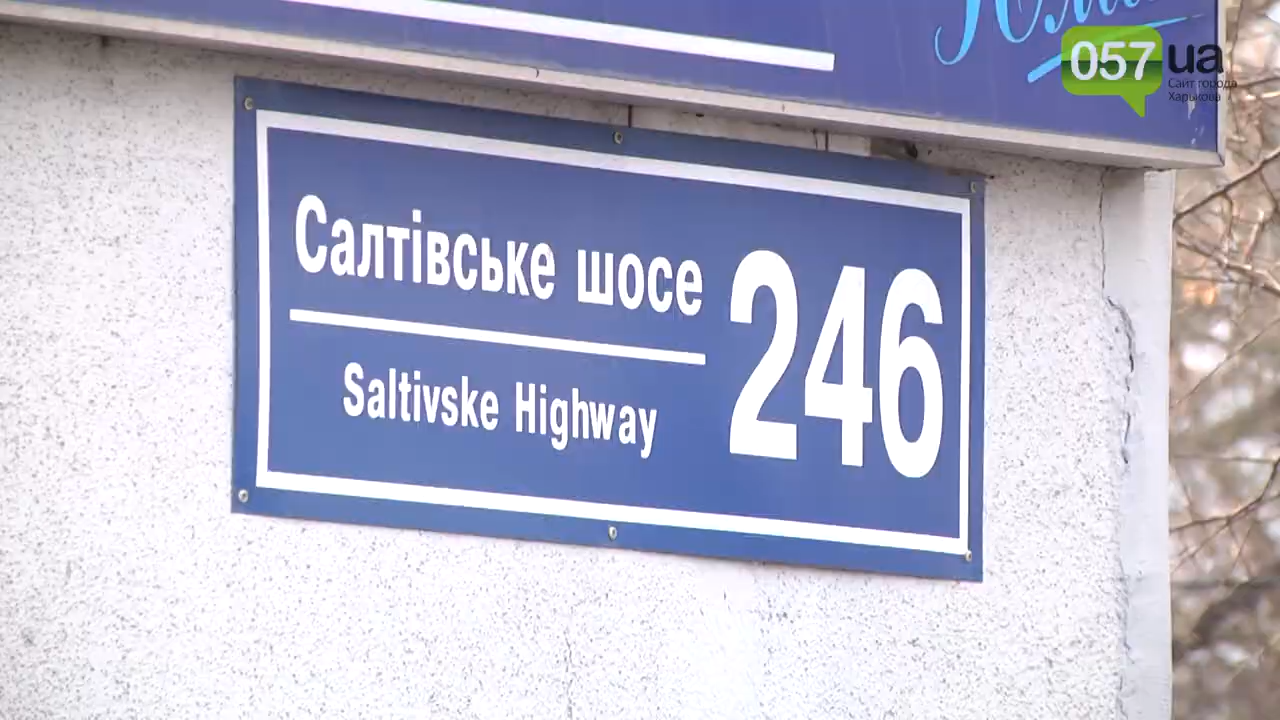 057 ua
Сайт города
Харькова
Салтівське шосе
Saltivske Highway
246